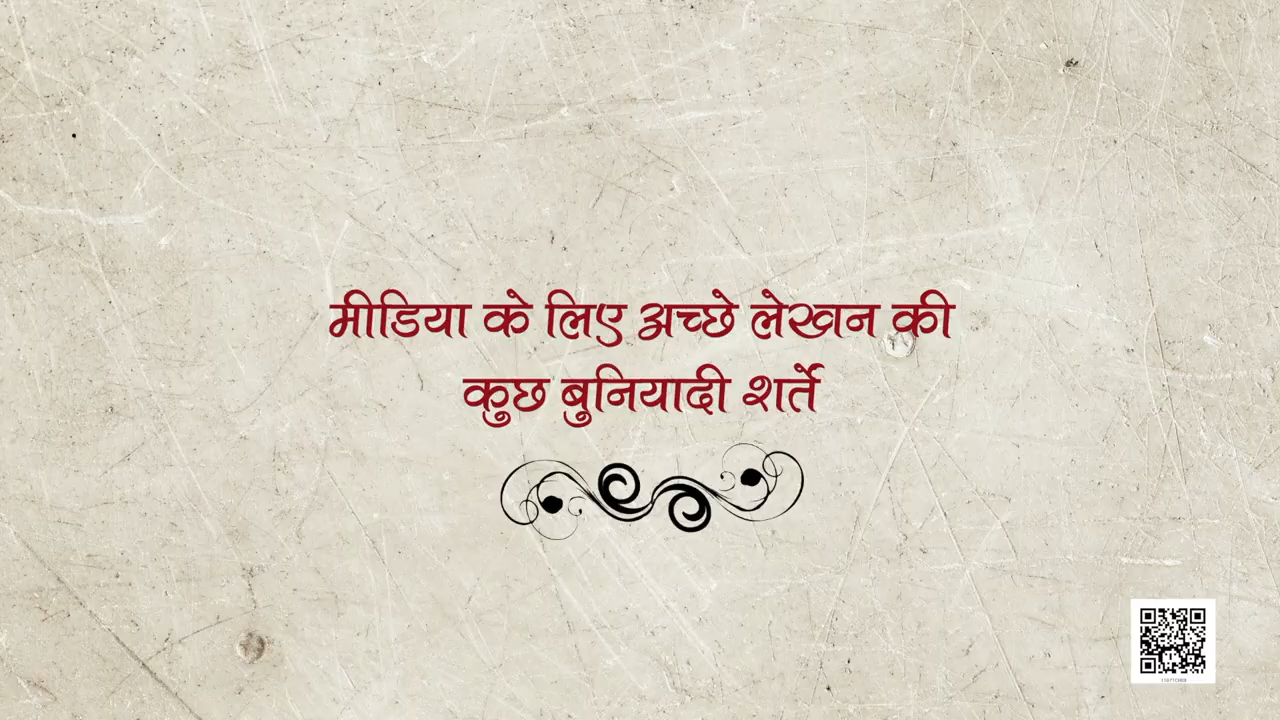 मीडिया के लिए अच्छे लेखन की
कुछ बुनियादी शर्ते